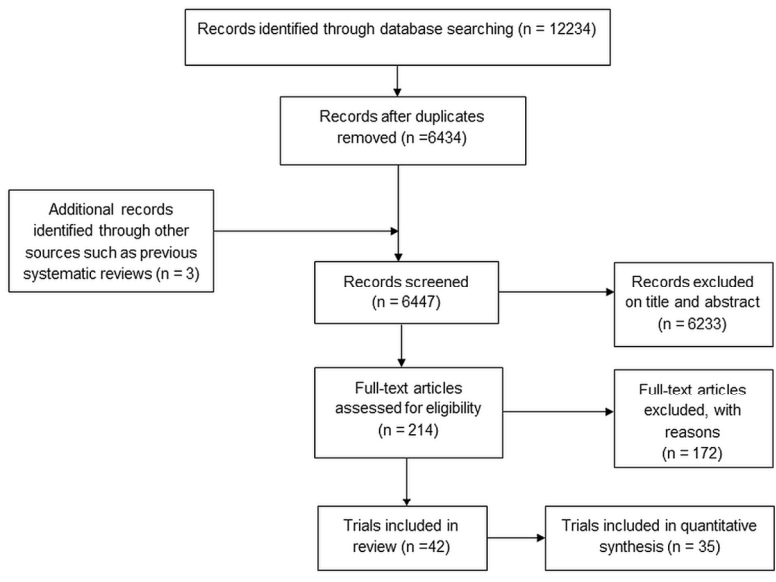 Records identified through database searching (n = 12234)
Records after duplicates
removed (n =6434)
Additional records
identified through other
sources such as previous
systematic reviews (n = 3)
Records screened
(n = 6447)
Records excluded
on title and abstract
(n = 6233)
Full-text articles
assessed for eligibility
(n = 214)
Full-text articles
excluded, with
reasons
(n = 172)
Trials included in
review (n =42)
Trials included in quantitative
synthesis (n = 35)